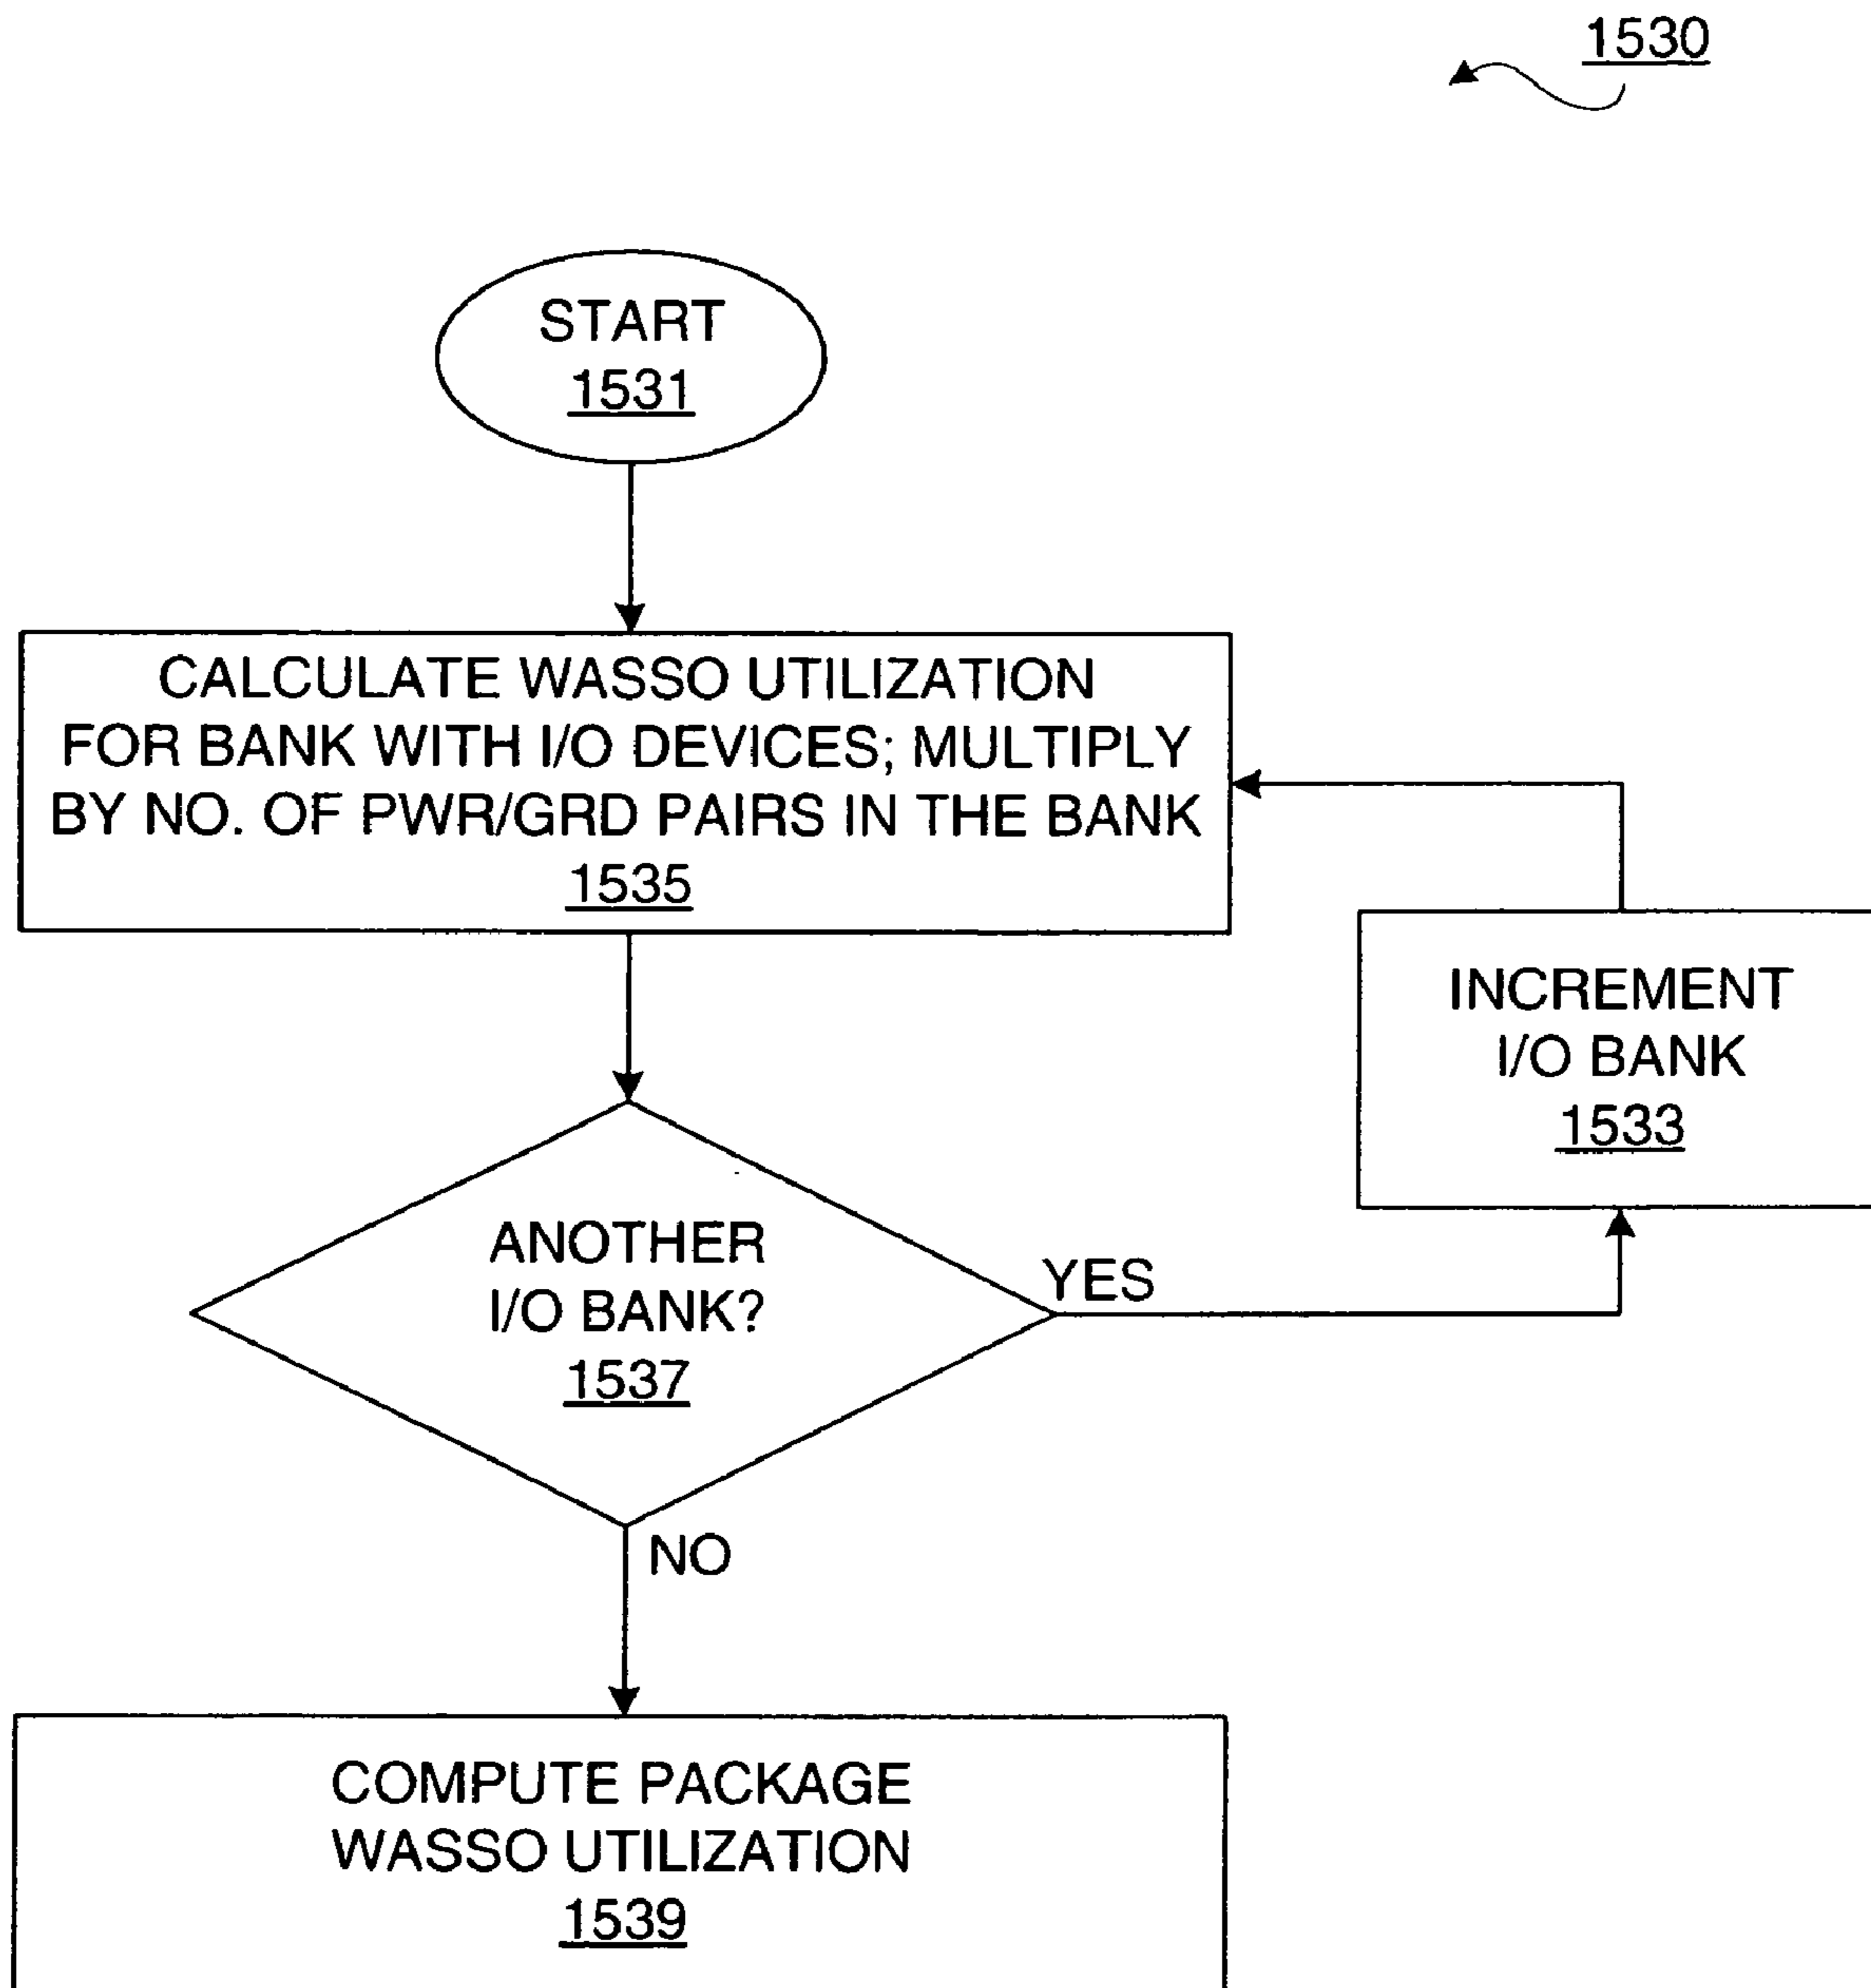 1530
START
1531
CALCULATE WASSO UTILIZATION
FOR BANK WITH I/O DEVICES; MULTIPLY
BY NO. OF PWR/GRD PAIRS IN THE BANK
1535
INCREMENT
I/O BANK
1533
ANOTHER
I/O BANK?
1537
YES
NO
COMPUTE PACKAGE
WASSO UTILIZATION
1539